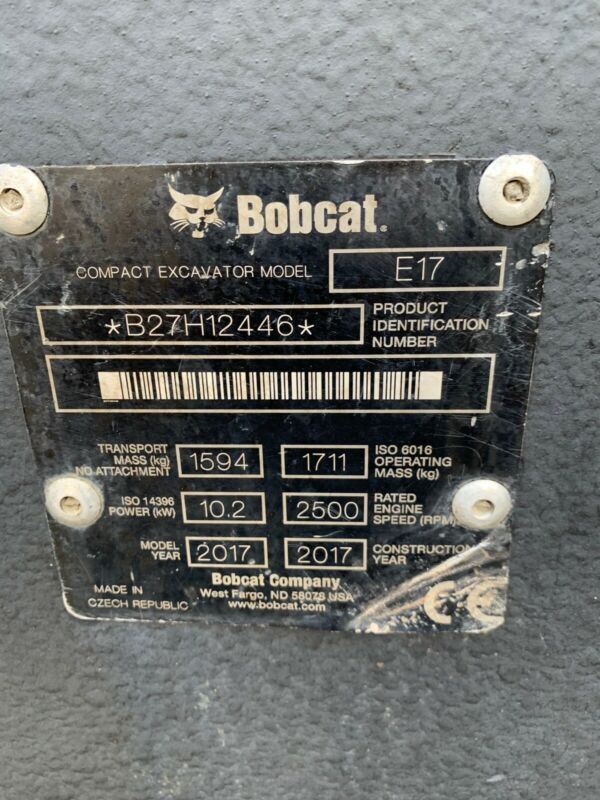 Bobcat®
COMPACT EXCAVATOR MODEL E17
*B27H12446*
PRODUCT
IDENTIFICATION
NUMBER
TRANSPORT
MASS (kg)
NO ATTACHMENT
1594
1711
ISO 6016
OPERATING
MASS (kg)
ISO 14396
POWER (kW)
10.2
2500
RATED
ENGINE
SPEED (RPM)
MODEL
YEAR
2017
2017
CONSTRUCTION
YEAR
MADE IN
CZECH REPUBLIC
Bobcat Company
West Fargo, ND 58078 USA
www.bobcat.com
CE